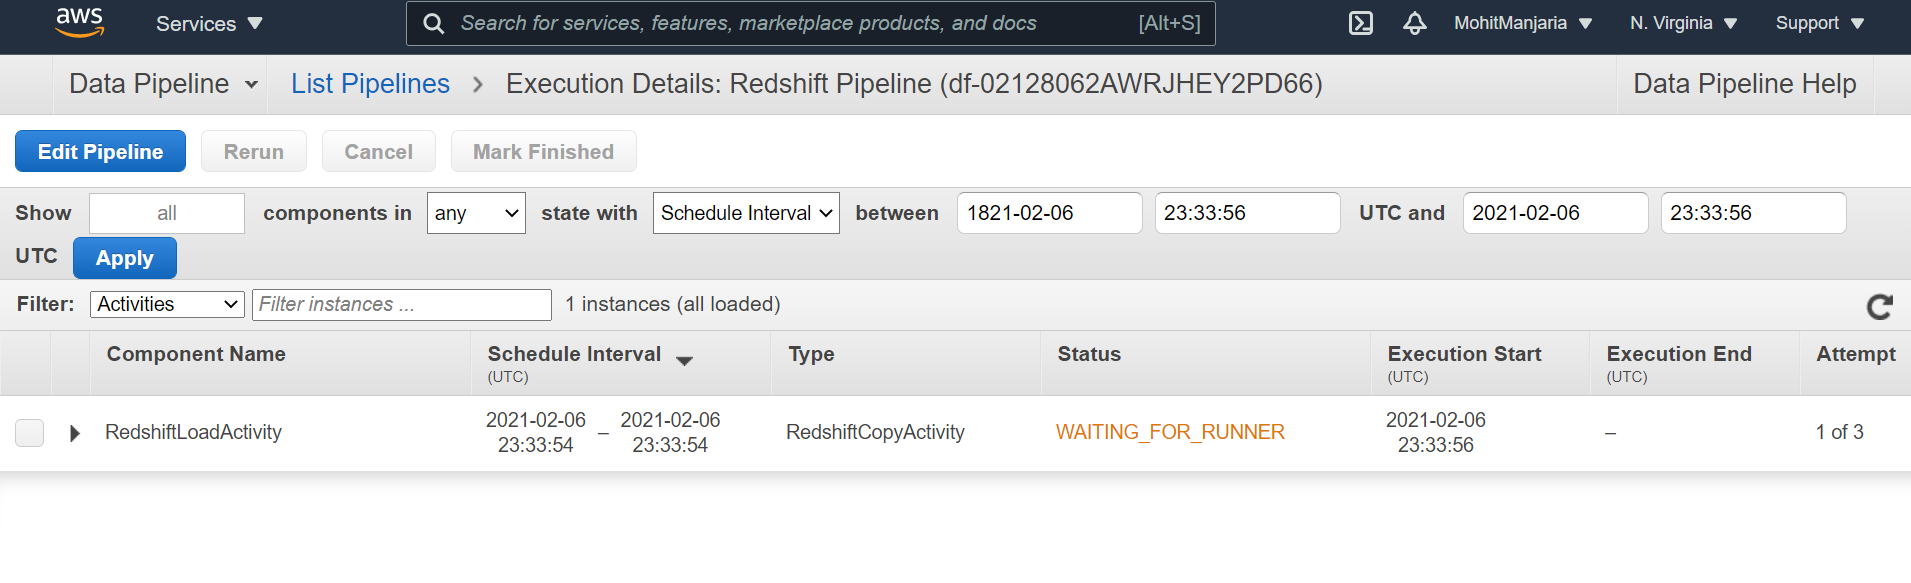 aws Services Search for services, features, marketplace products, and docs [Alt+S] MohitManjaria N. Virginia Support
Data Pipeline List Pipelines > Execution Details: Redshift Pipeline (df-02128062AWRJHEY2PD66) Data Pipeline Help
Edit Pipeline Rerun Cancel Mark Finished
Show all components in any state with Schedule Interval between 1821-02-06 23:33:56 UTC and 2021-02-06 23:33:56
UTC Apply
Filter: Activities Filter instances ... 1 instances (all loaded)
Component Name Schedule Interval Type Status Execution Start Execution End Attempt
(UTC) (UTC) (UTC)
2021-02-06 2021-02-06 2021-02-06
RedshiftLoadActivity – RedshiftCopyActivity WAITING_FOR_RUNNER – 1 of 3
23:33:54 23:33:54 23:33:56